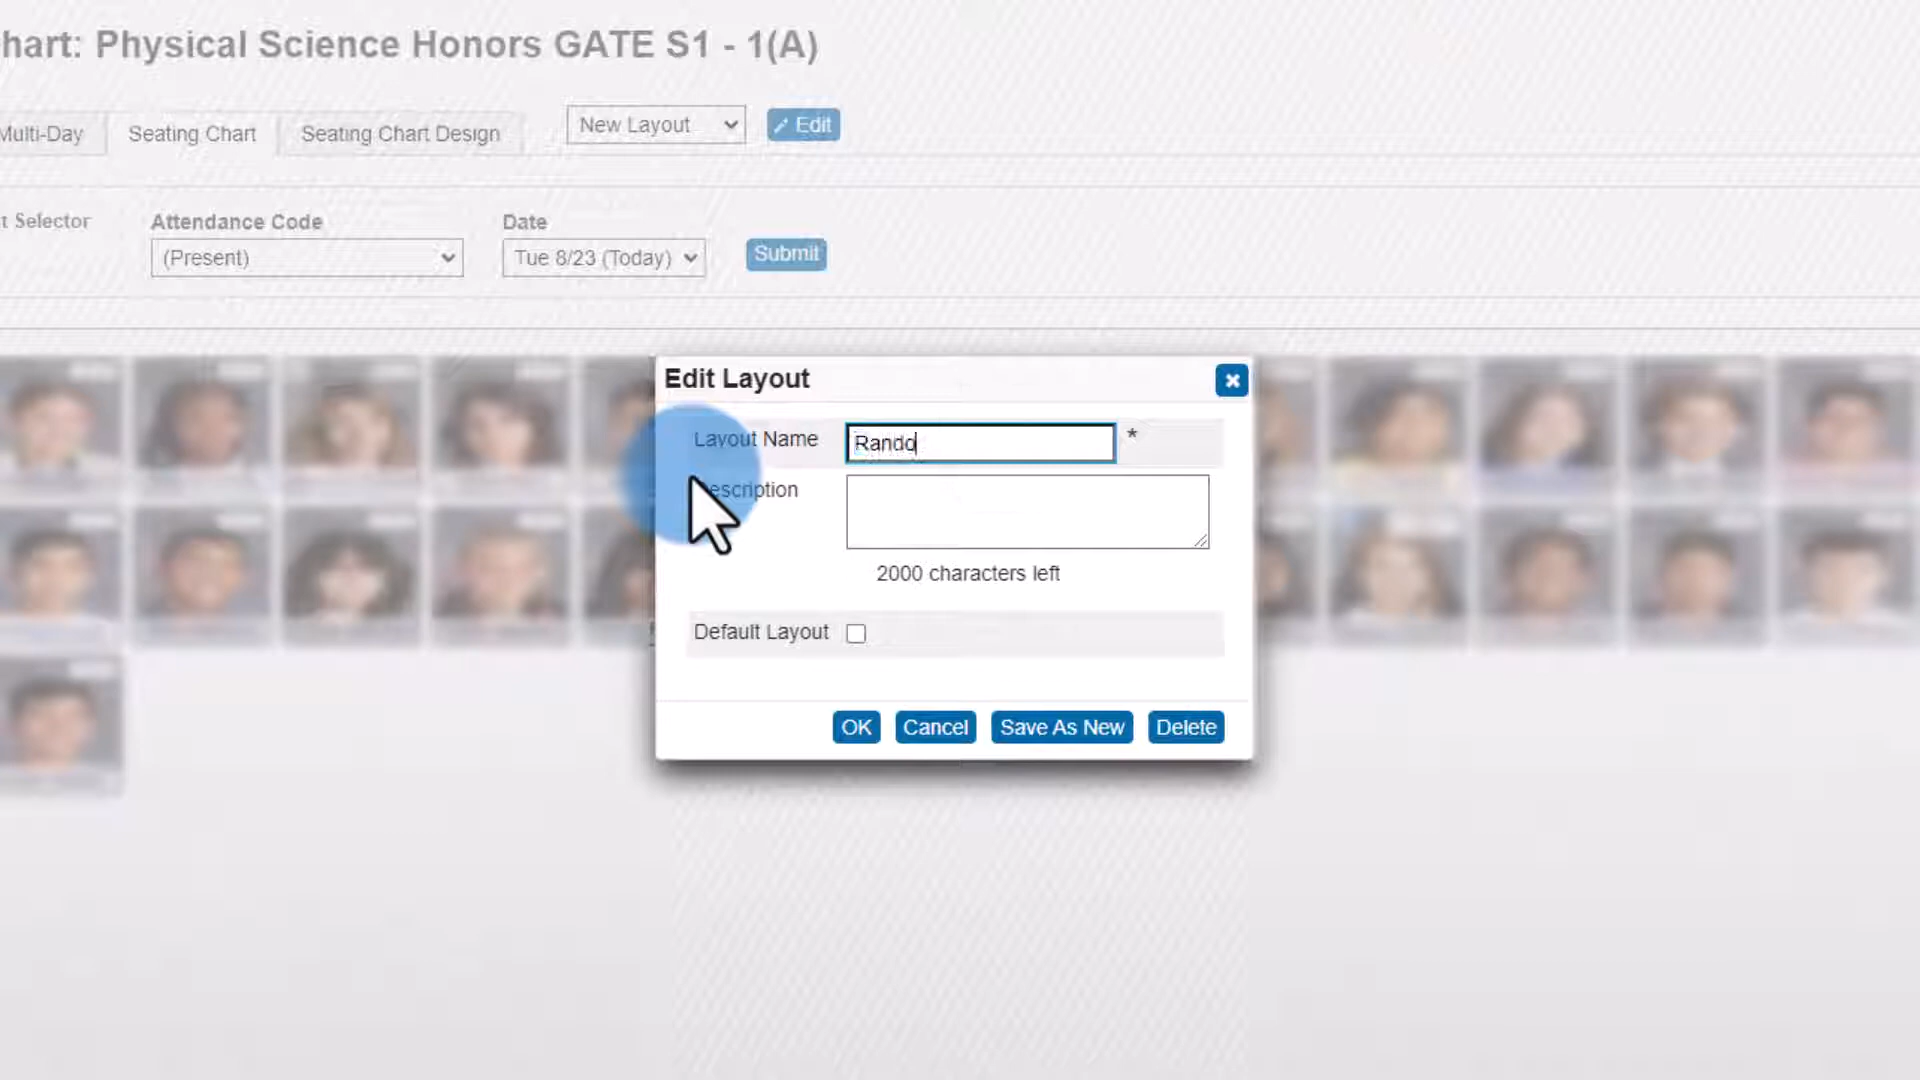 hart: Physical Science Honors GATE S1 - 1(A)
Multi-Day
Seating Chart
Seating Chart Design
New Layout
Edit
t Selector
Attendance Code
Date
(Present)
Tue 8/23 (Today)
Submit
Edit Layout
Layout Name
Rando
*
escription
2000 characters left
Default Layout
OK
Cancel
Save As New
Delete